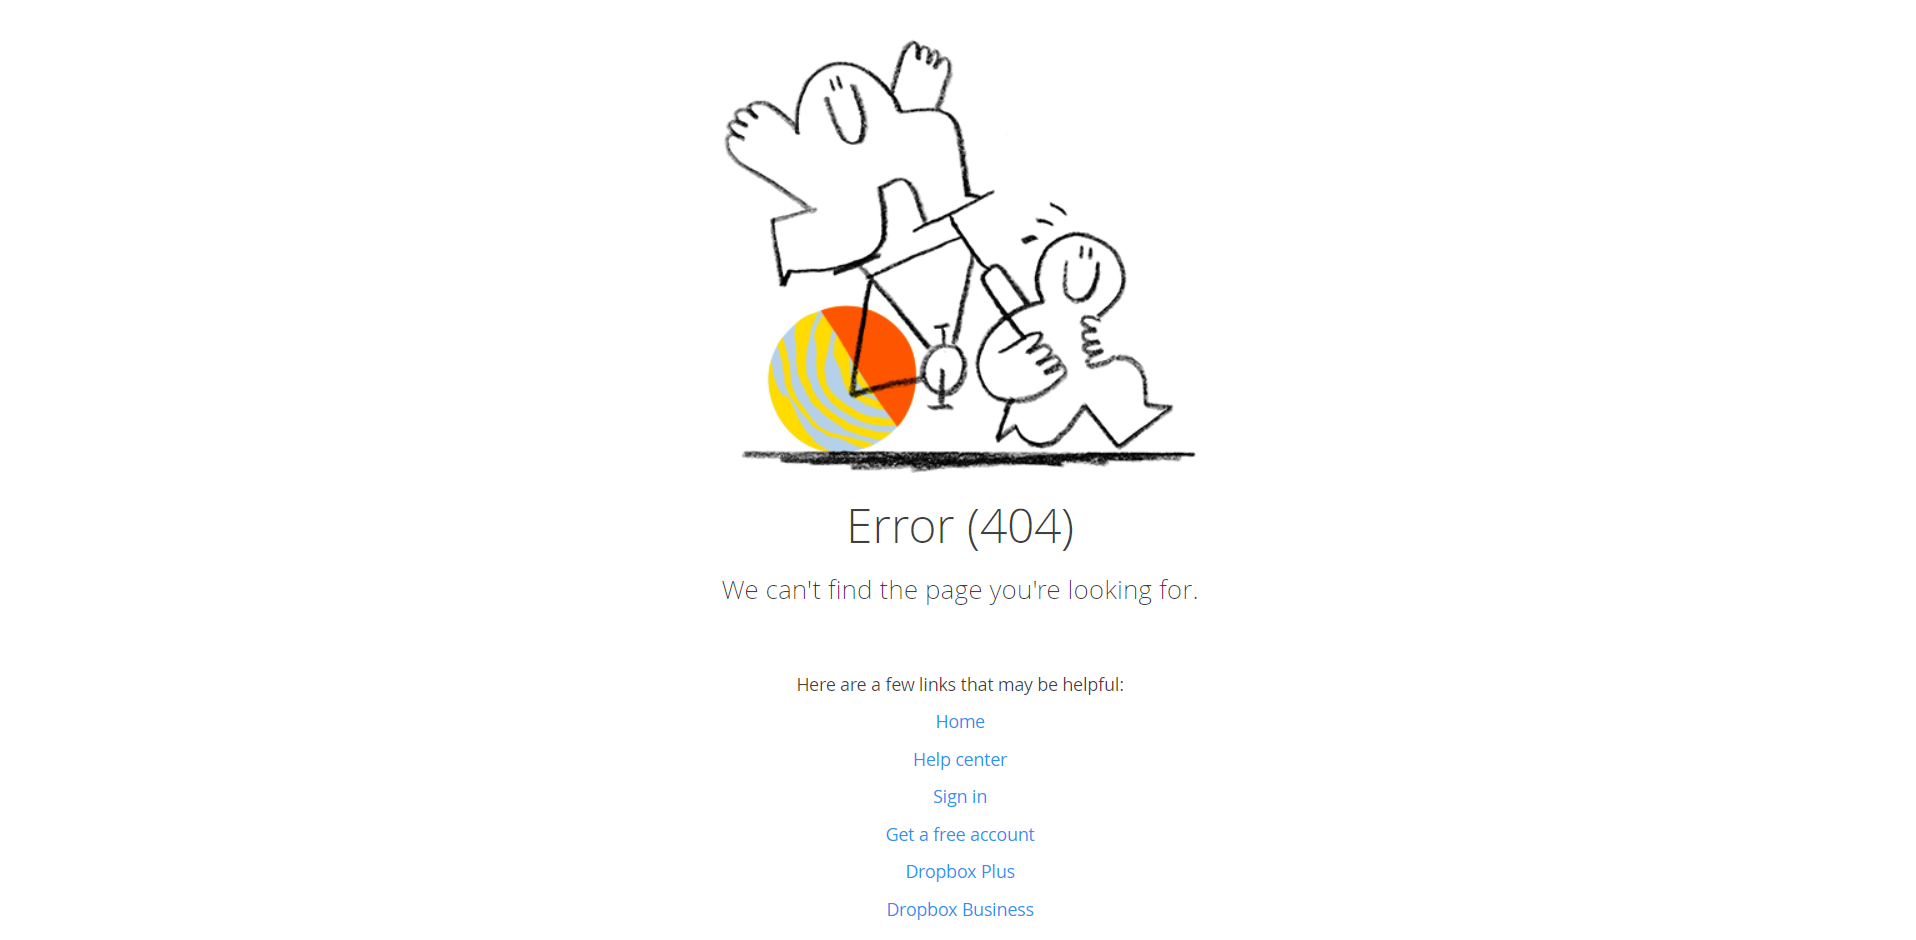 Error (404)
We can't find the page you're looking for.
Here are a few links that may be helpful:
Home
Help center
Sign in
Get a free account
Dropbox Plus
Dropbox Business